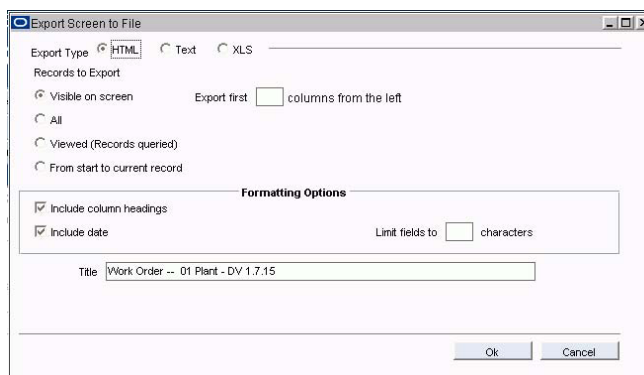 Export Screen to File
Export Type HTML Text XLS
Records to Export
Visible on screen Export first columns from the left
All
Viewed (Records queried)
From start to current record
Formatting Options
Include column headings
Include date Limit fields to characters
Title Work Order -- 01 Plant - DV 1.7.15
Ok Cancel